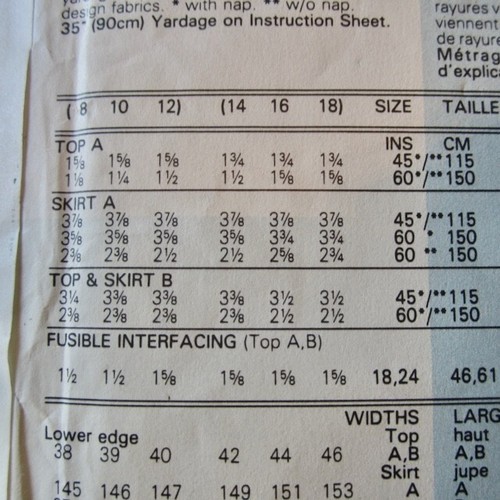 design fabrics. * with nap. ** w/o nap.
35" (90cm) Yardage on Instruction Sheet.
rayures v
viennent
de rayure
Métrag
d'explic
( 8 10 12) (14 16 18) SIZE TAILLE
TOP A INS CM
1⅝ 1⅝ 1⅝ 1¾ 1¾ 1¾ 45*/**115
1⅛ 1¼ 1½ 1½ 1⅝ 1⅝ 60*/**150
SKIRT A
3⅞ 3⅞ 3⅞ 3⅞ 3⅞ 3⅞ 45*/**115
3⅝ 3⅝ 3⅝ 3⅝ 3¾ 3¾ 60 * 150
2⅜ 2⅜ 2½ 2½ 2⅝ 2¾ 60 ** 150
TOP & SKIRT B
3¼ 3⅜ 3⅜ 3⅜ 3½ 3½ 45*/**115
2⅜ 2⅜ 2⅜ 2⅜ 2½ 2½ 60*/**150
FUSIBLE INTERFACING (Top A,B)
1½ 1½ 1⅝ 1⅝ 1⅝ 1⅝ 18,24 46,61
WIDTHS LARG
Lower edge Top haut
38 39 40 42 44 46 A,B A,B
Skirt jupe
145 146 147 149 151 153 A A